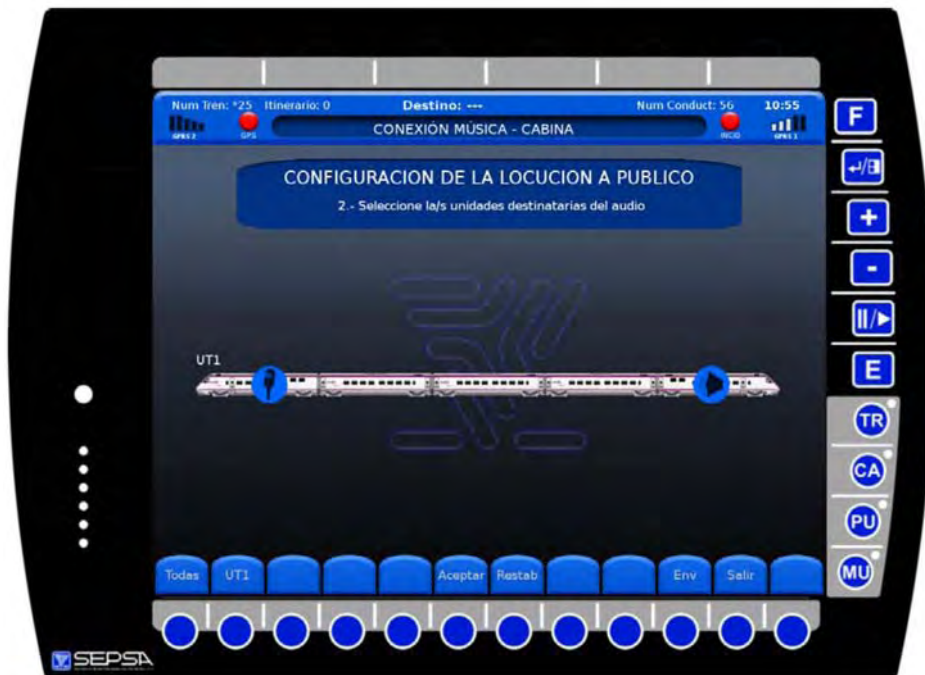 Num Tren: *25 Itinerario: 0 Destino: --- Num Conduct: 56 10:55
GPRS 2 GPS CONEXIÓN MÚSICA - CABINA INCID GPRS 1
CONFIGURACION DE LA LOCUCION A PUBLICO
2.- Seleccione la/s unidades destinatarias del audio
UT1
Todas UT1 Aceptar Restab Env Salir
F
+
-
E
TR
CA
PU
MU
SEPSA